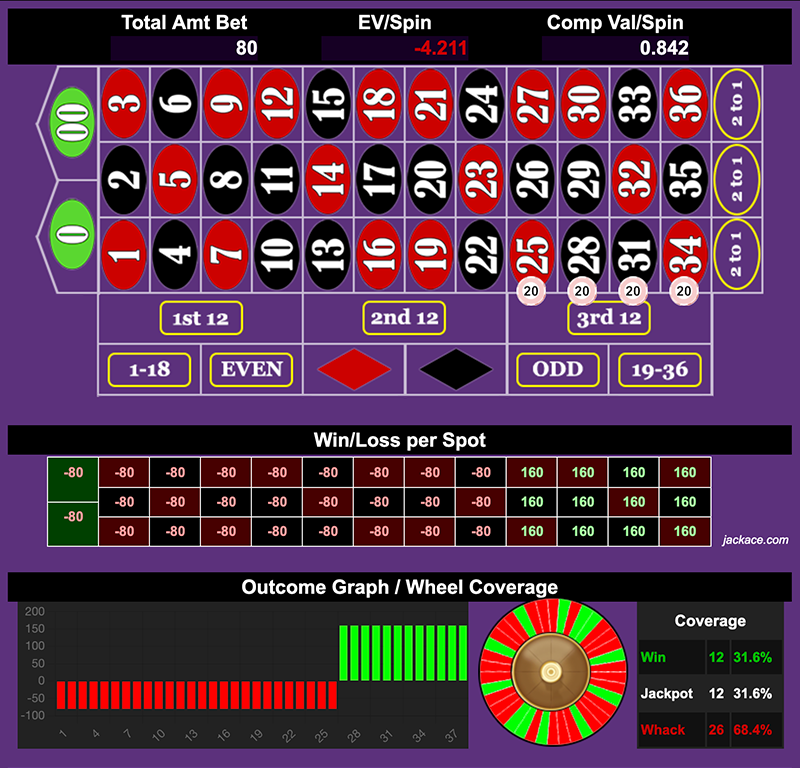 Total Amt Bet EV/Spin Comp Val/Spin
80 -4.211 0.842
00 3 6 9 12 15 18 21 24 27 30 33 36 2 to 1
2 5 8 11 14 17 20 23 26 29 32 35 2 to 1
0 1 4 7 10 13 16 19 22 25 28 31 34 2 to 1
20 20 20 20
1st 12 2nd 12 3rd 12
1-18 EVEN ODD 19-36
Win/Loss per Spot
-80 -80 -80 -80 -80 -80 -80 -80 -80 160 160 160 160
-80 -80 -80 -80 -80 -80 -80 -80 160 160 160 160
-80 -80 -80 -80 -80 -80 -80 -80 -80 160 160 160 160
jackace.com
Outcome Graph / Wheel Coverage
200
150
100
50
0
-50
-100
1 4 7 10 13 16 19 22 25 28 31 34 37
Coverage
Win 12 31.6%
Jackpot 12 31.6%
Whack 26 68.4%